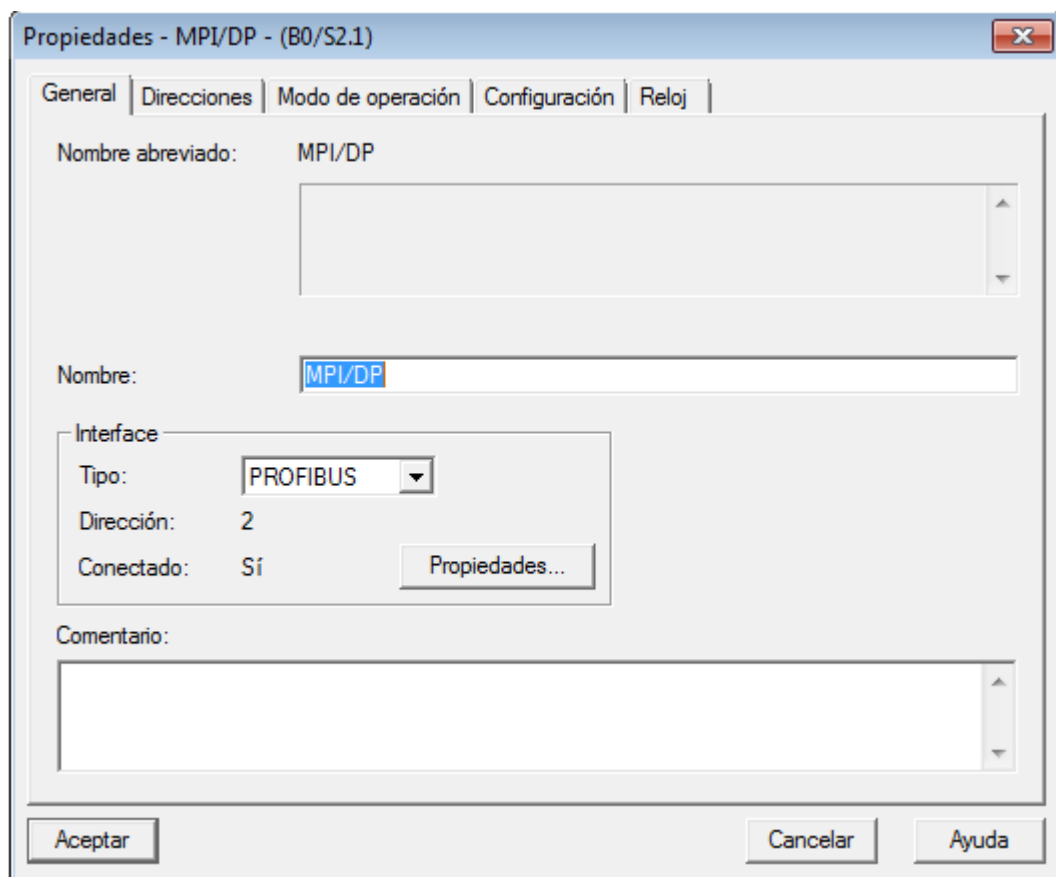 Propiedades - MPI/DP - (B0/S2.1)
General Direcciones Modo de operación Configuración Reloj
Nombre abreviado: MPI/DP
Nombre: MPI/DP
Interface
Tipo: PROFIBUS
Dirección: 2
Conectado: Sí Propiedades...
Comentario:
Aceptar Cancelar Ayuda